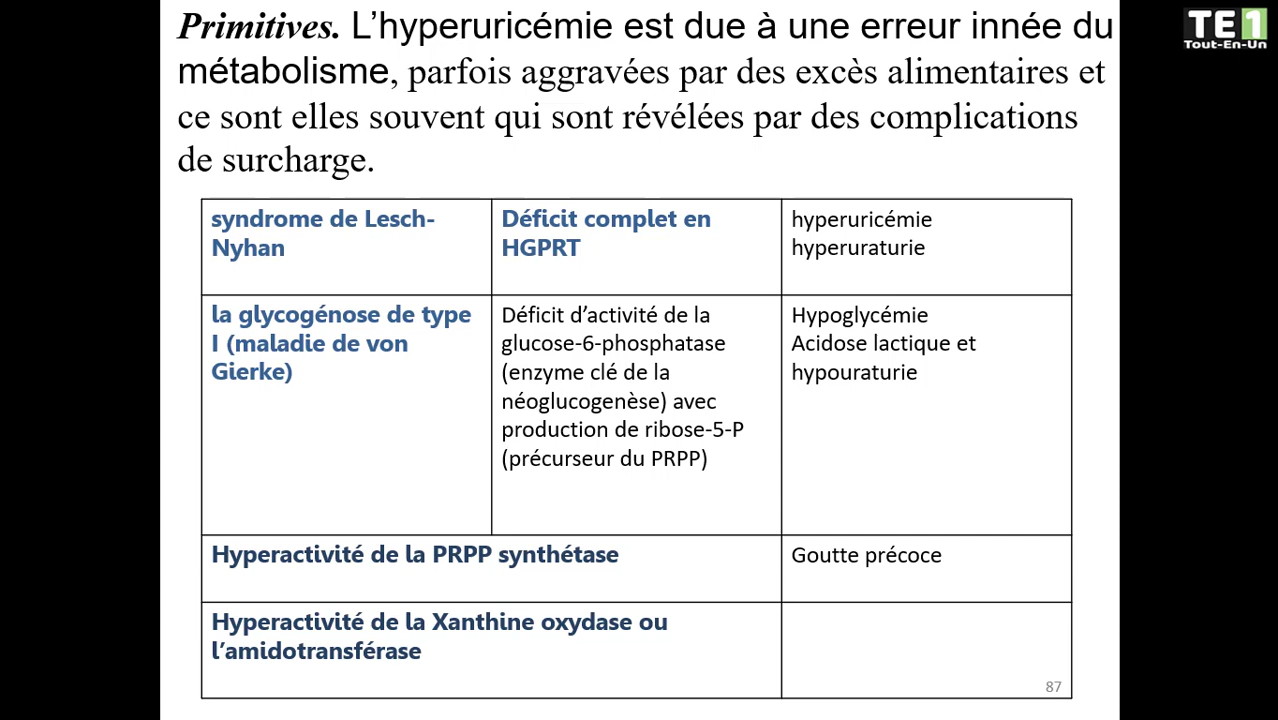 Primitives. L’hyperuricémie est due à une erreur innée du
métabolisme, parfois aggravées par des excès alimentaires et
ce sont elles souvent qui sont révélées par des complications
de surcharge.
TE1
Tout-En-Un
syndrome de Lesch-
Nyhan
Déficit complet en
HGPRT
hyperuricémie
hyperuraturie
la glycogénose de type
I (maladie de von
Gierke)
Déficit d’activité de la
glucose-6-phosphatase
(enzyme clé de la
néoglucogenèse) avec
production de ribose-5-P
(précurseur du PRPP)
Hypoglycémie
Acidose lactique et
hypouraturie
Hyperactivité de la PRPP synthétase
Goutte précoce
Hyperactivité de la Xanthine oxydase ou
l’amidotransférase
87